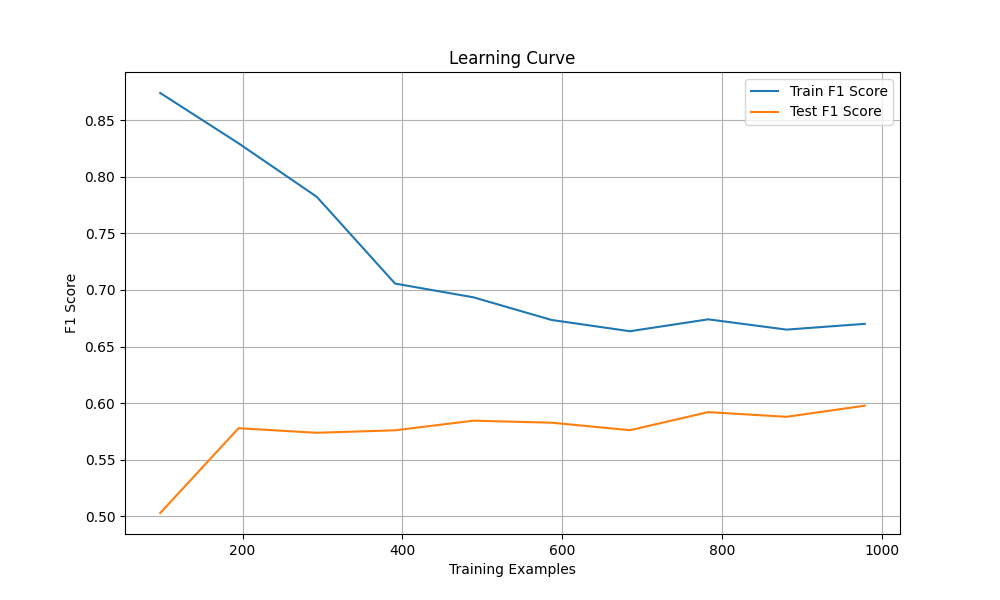 Learning Curve
Train F1 Score
Test F1 Score
F1 Score
0.85
0.80
0.75
0.70
0.65
0.60
0.55
0.50
200 400 600 800 1000
Training Examples